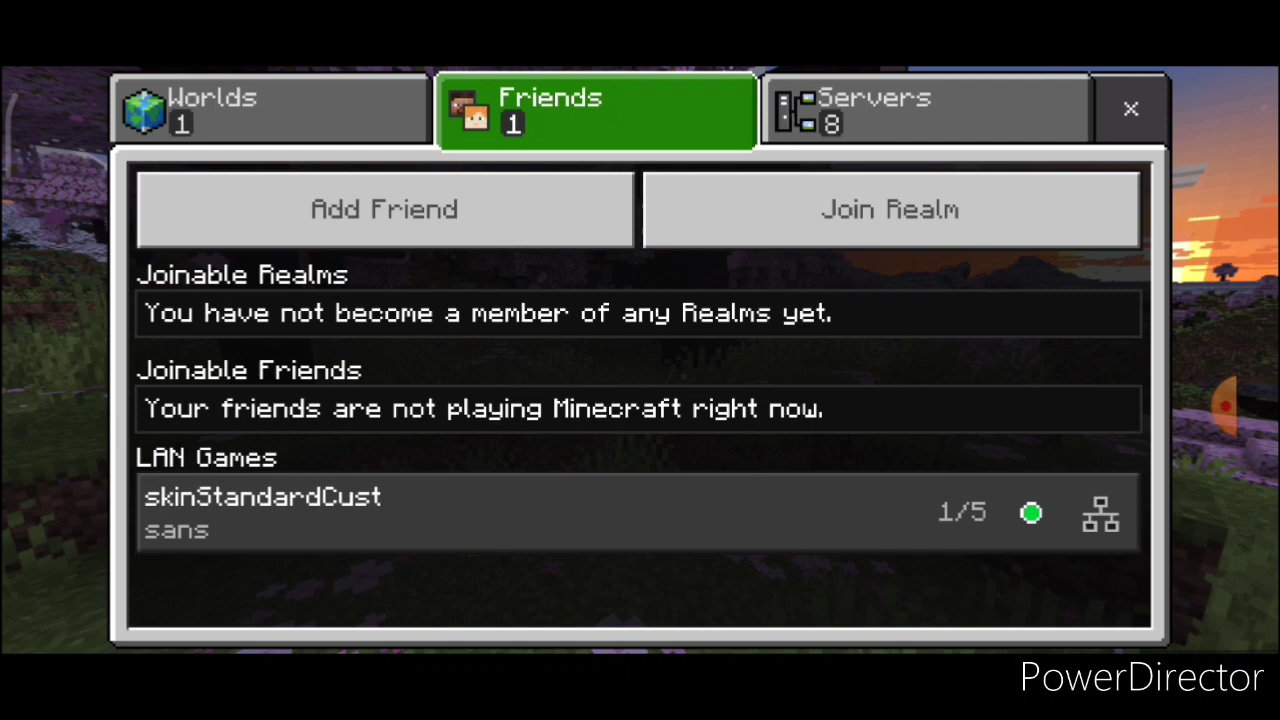 Worlds
1
Friends
1
Servers
8
Add Friend
Join Realm
Joinable Realms
You have not become a member of any Realms yet.
Joinable Friends
Your friends are not playing Minecraft right now.
LAN Games
skinStandardCust
1/5
sans
PowerDirector